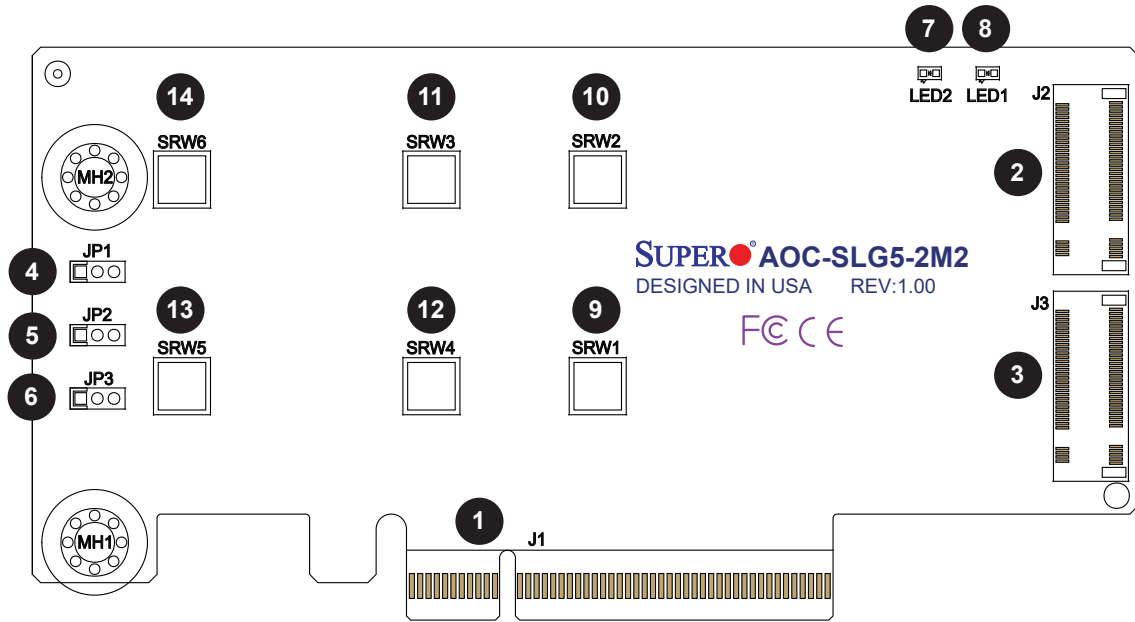 7 8
LED2 LED1
J2
14 11 10
SRW6 SRW3 SRW2
MH2
2
JP1
4
SUPER® AOC-SLG5-2M2
DESIGNED IN USA REV:1.00
FC CE
J3
JP2
5
13 12 9
SRW5 SRW4 SRW1
3
JP3
6
1
J1
MH1